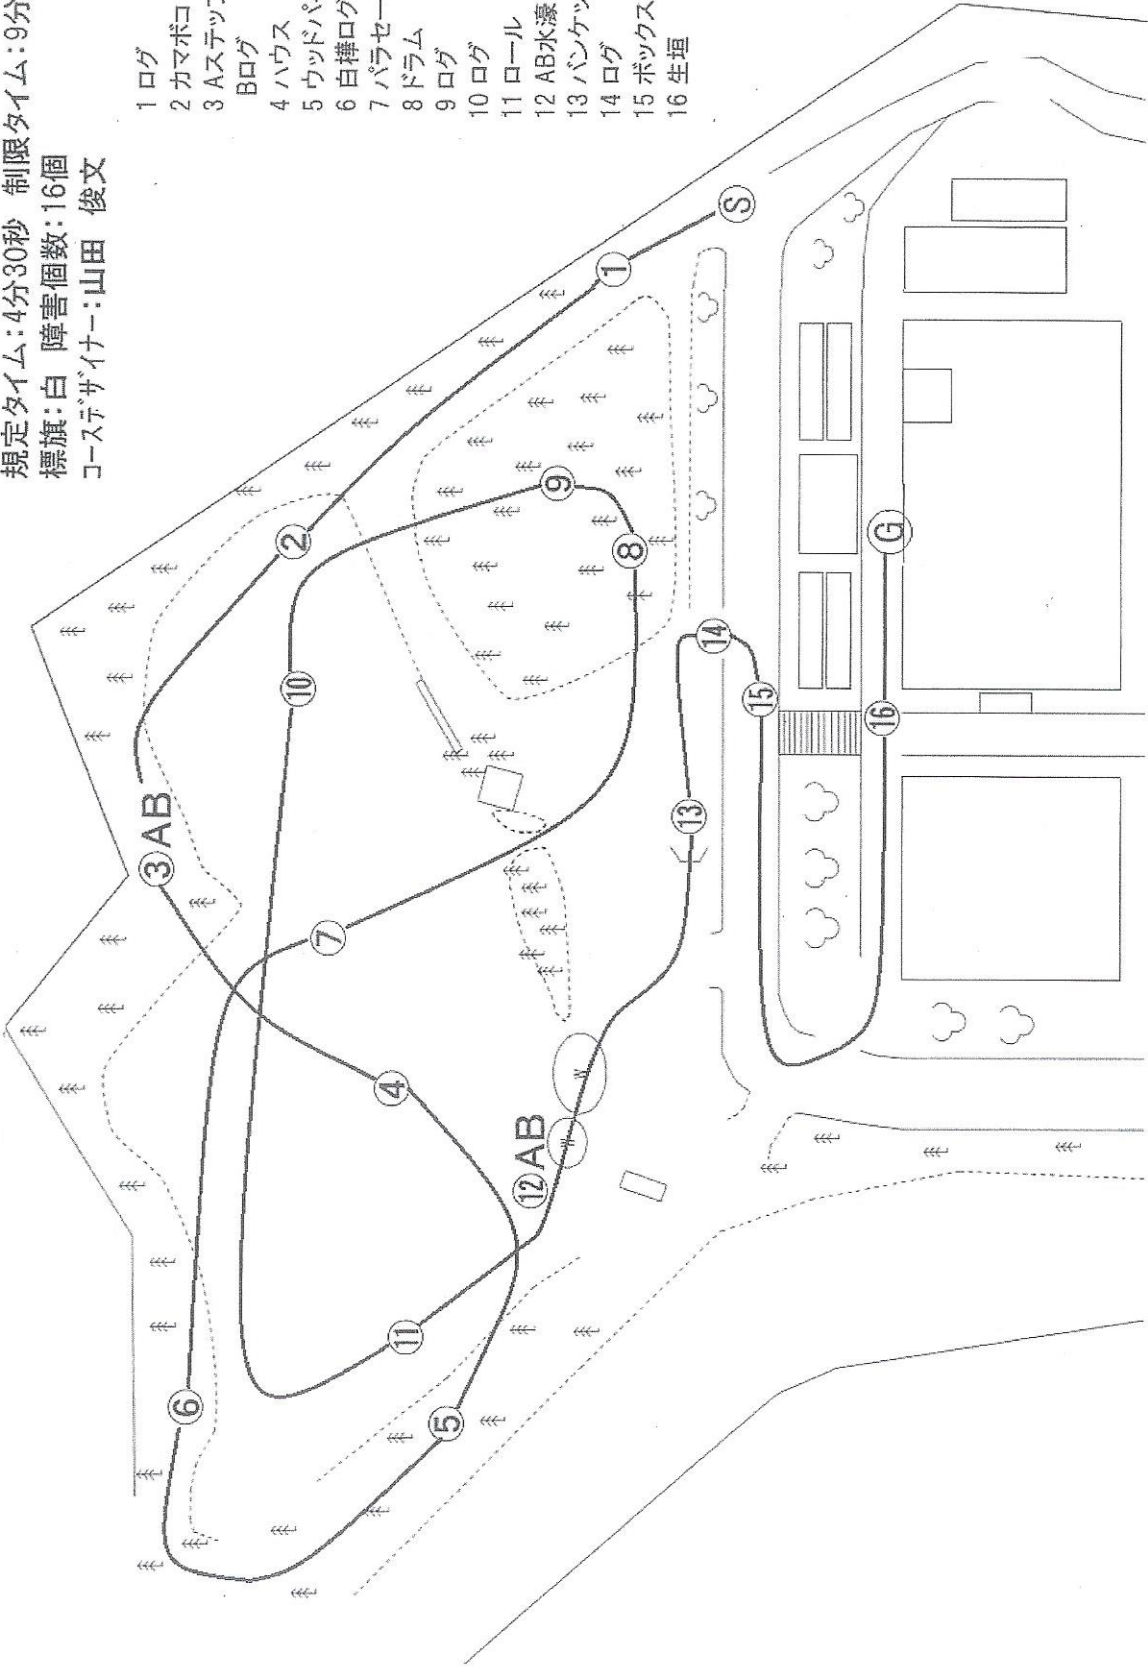 規定タイム:4分30秒 制限タイム:9分
標旗:白 障害個数:16個
コースデザイナー:山田 俊文
1 ログ
2 カマボコ
3 Aステップ
Bログ
4 ハウス
5 ウッドパ
6 白樺ログ
7 パラセー
8 ドラム
9 ログ
10 ログ
11 ロール
12 AB水濠
13 バンケッ
14 ログ
15 ボックス
16 生垣
S
1
2
3 AB
4
5
6
7
8
9
10
11
12 AB
W
W
13
14
15
16
G